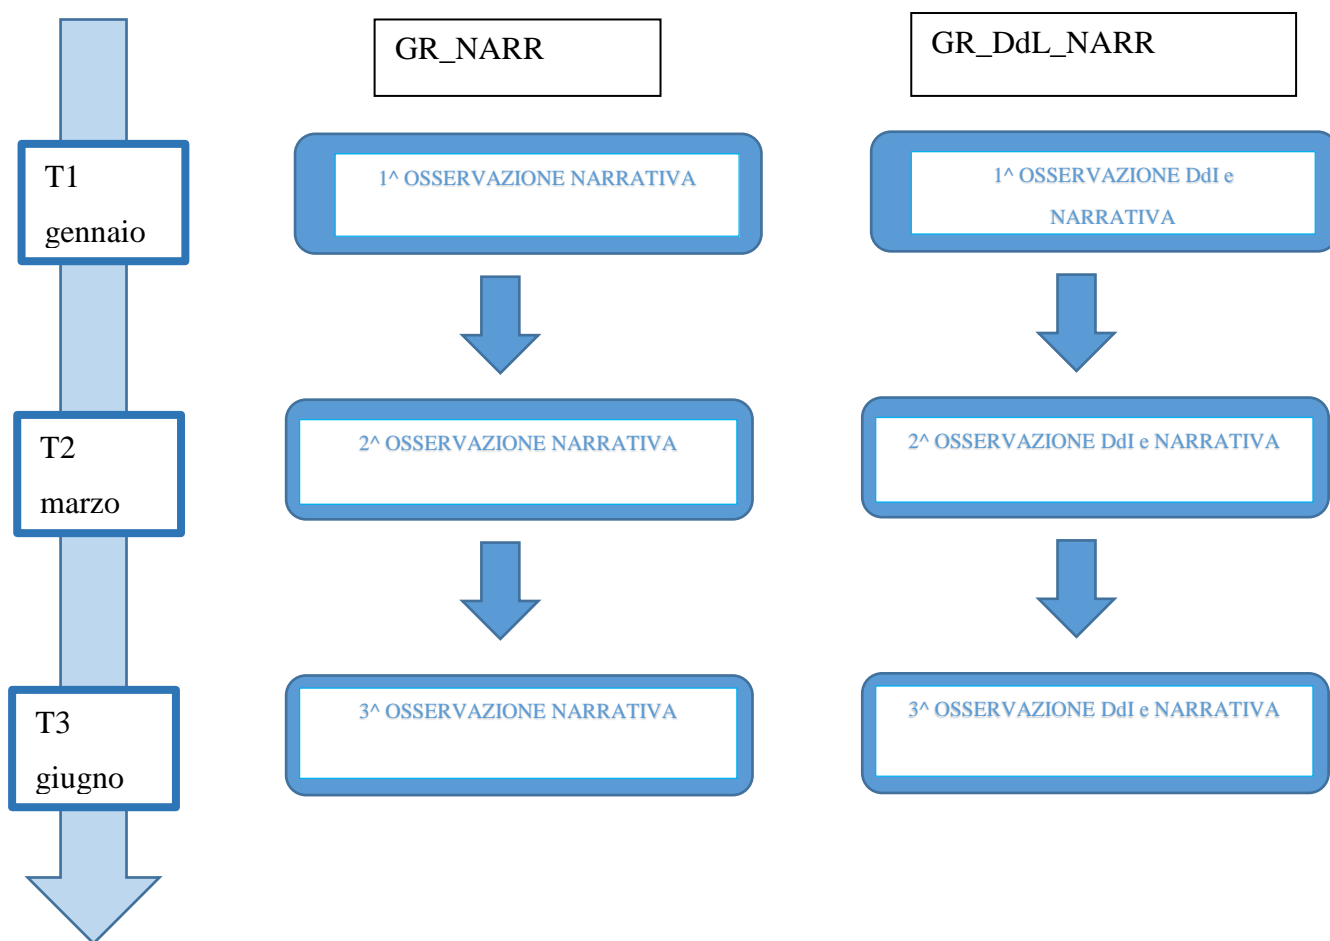 GR_NARR
GR_DdL_NARR
T1
gennaio
1^ OSSERVAZIONE NARRATIVA
1^ OSSERVAZIONE DdI e
NARRATIVA
T2
marzo
2^ OSSERVAZIONE NARRATIVA
2^ OSSERVAZIONE DdI e NARRATIVA
T3
giugno
3^ OSSERVAZIONE NARRATIVA
3^ OSSERVAZIONE DdI e NARRATIVA